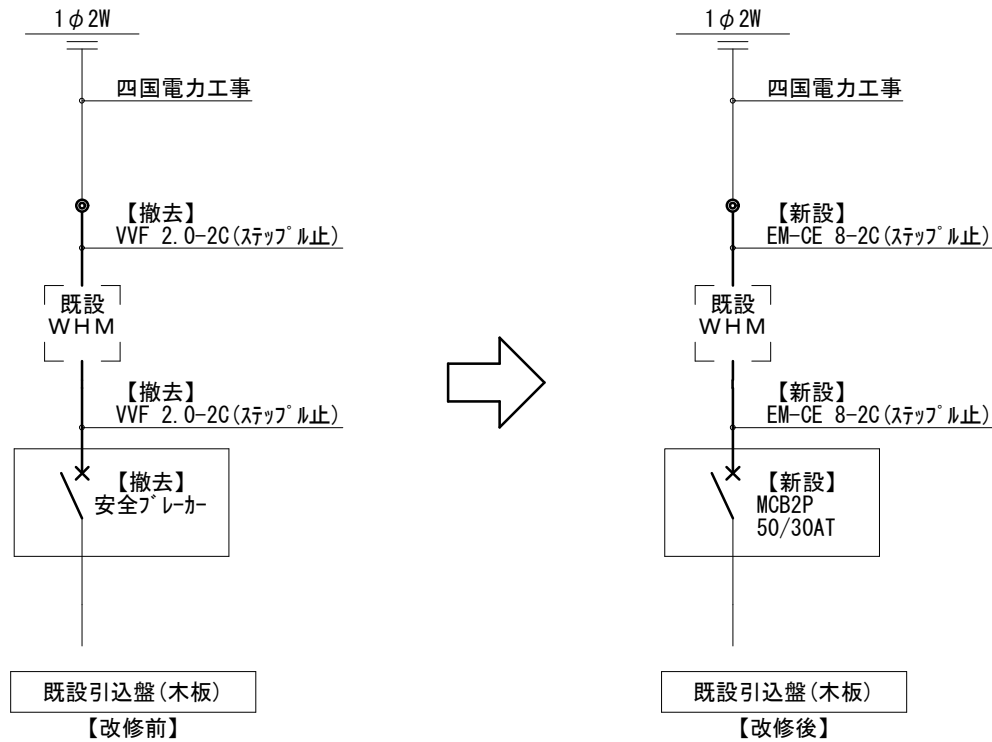 1φ2W
四国電力工事
【撤去】
VVF 2.0-2C(ｽﾃｯﾌﾟﾙ止)
既設
ＷＨＭ
【撤去】
VVF 2.0-2C(ｽﾃｯﾌﾟﾙ止)
【撤去】
安全ﾌﾞﾚｰｶｰ
既設引込盤(木板)
【改修前】
1φ2W
四国電力工事
【新設】
EM-CE 8-2C(ｽﾃｯﾌﾟﾙ止)
既設
ＷＨＭ
【新設】
EM-CE 8-2C(ｽﾃｯﾌﾟﾙ止)
【新設】
MCB2P
50/30AT
既設引込盤(木板)
【改修後】